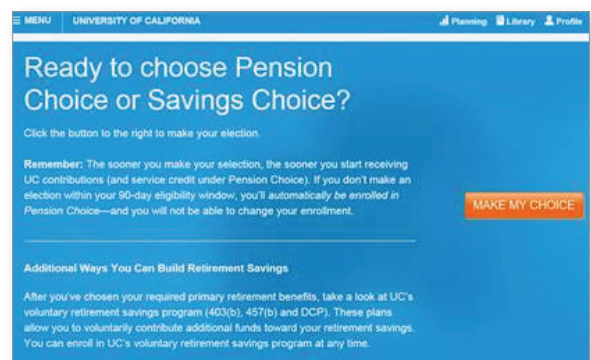 MENU UNIVERSITY OF CALIFORNIA Planning Library Profile
Ready to choose Pension
Choice or Savings Choice?
Click the button to the right to make your election.
Remember: The sooner you make your selection, the sooner you start receiving
UC contributions (and service credit under Pension Choice). If you don't make an
election within your 90-day eligibility window, you'll automatically be enrolled in
Pension Choice—and you will not be able to change your enrollment.
MAKE MY CHOICE
Additional Ways You Can Build Retirement Savings
After you've chosen your required primary retirement benefits, take a look at UC's
voluntary retirement savings program (403(b), 457(b) and DCP). These plans
allow you to voluntarily contribute additional funds toward your retirement savings.
You can enroll in UC's voluntary retirement savings program at any time.